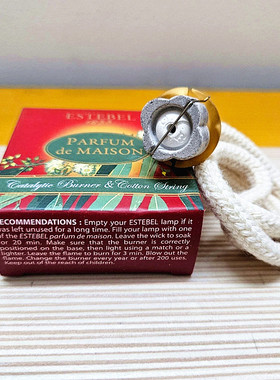 ESTEBEL
PARIS
PARFUM
de MAISON
Catalytic Burner & Cotton String
RECOMMENDATIONS : Empty your ESTEBEL lamp if it
was left unused for a long time. Fill your lamp with one
of the ESTEBEL parfum de maison. Leave the wick to soak
for 20 min. Make sure that the burner is correctly
positioned on the base, then light using a match or a
lighter. Leave the flame to burn for 3 min. Blow out the
flame. Change the burner every year or after 200 uses.
Keep out of the reach of children.